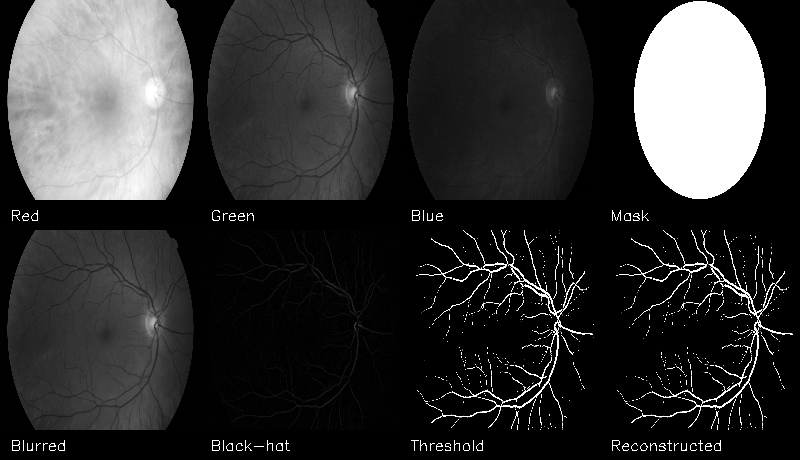 Red
Green
Blue
Mask
Blurred
Black-hat
Threshold
Reconstructed